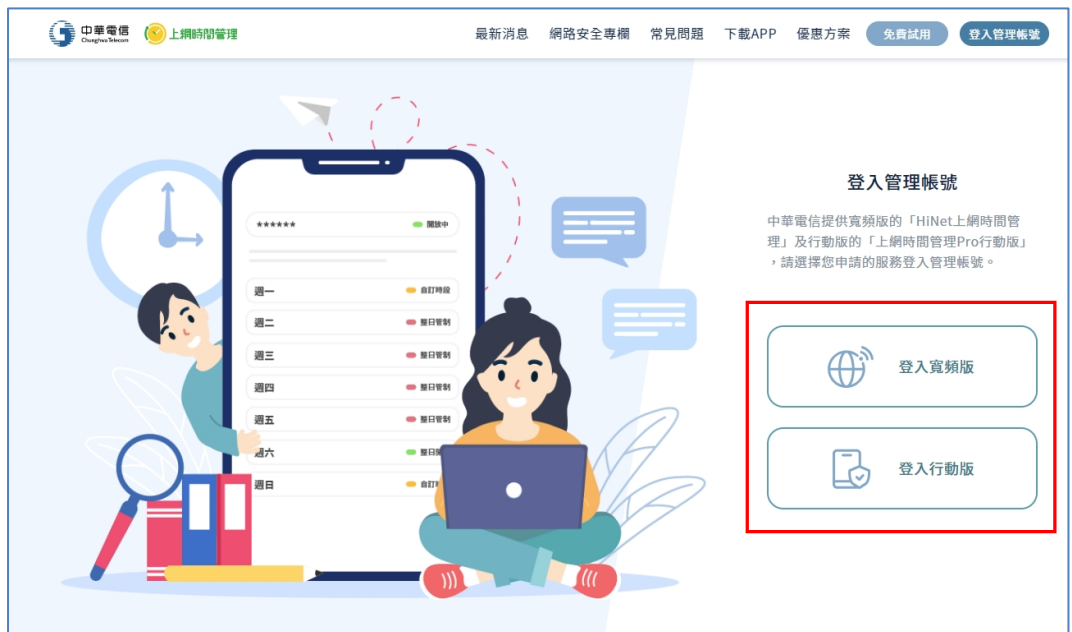 中華電信
Chunghwa Telecom
上網時間管理
最新消息 網路安全專欄 常見問題 下載APP 優惠方案 免費試用 登入管理帳號
登入管理帳號
中華電信提供寬頻版的「HiNet上網時間管
理」及行動版的「上網時間管理Pro行動版」
，請選擇您申請的服務登入管理帳號。
登入寬頻版
登入行動版
****** 開放中
週一 自訂時段
週二 整日管制
週三 整日管制
週四 整日管制
週五 整日管制
週六 整日
週日 自訂